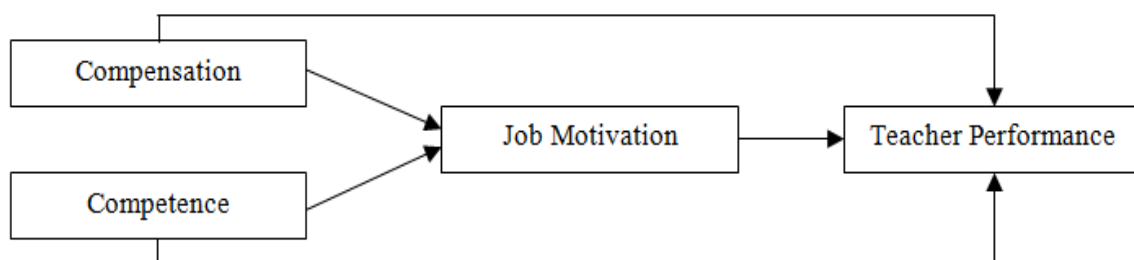 Compensation
Job Motivation
Teacher Performance
Competence